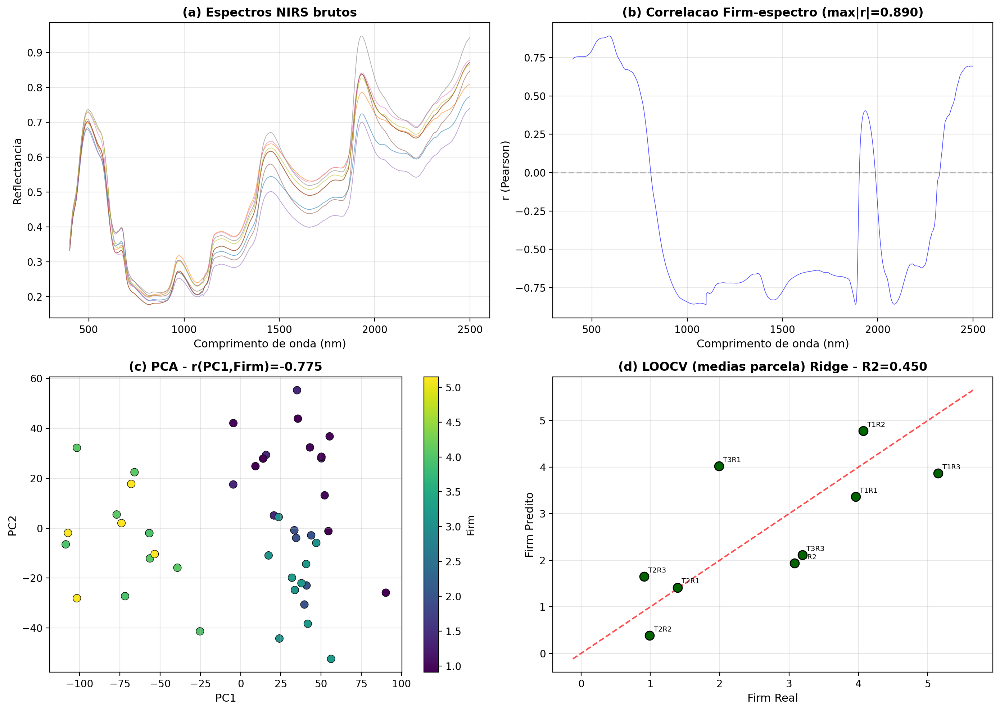 (a) Espectros NIRS brutos
Reflectancia
0.9
0.8
0.7
0.6
0.5
0.4
0.3
0.2
500 1000 1500 2000 2500
Comprimento de onda (nm)
(b) Correlacao Firm-espectro (max|r|=0.890)
r (Pearson)
0.75
0.50
0.25
0.00
−0.25
−0.50
−0.75
500 1000 1500 2000 2500
Comprimento de onda (nm)
(c) PCA - r(PC1,Firm)=-0.775
PC2
60
40
20
0
−20
−40
−100 −75 −50 −25 0 25 50 75 100
PC1
5.0
4.5
4.0
3.5
3.0
2.5
2.0
1.5
1.0
Firm
(d) LOOCV (medias parcela) Ridge - R2=0.450
Firm Predito
5
4
3
2
1
0
T1R2
T3R1
T1R3
T1R1
T3R3
R2
T2R3
T2R1
T2R2
0 1 2 3 4 5
Firm Real